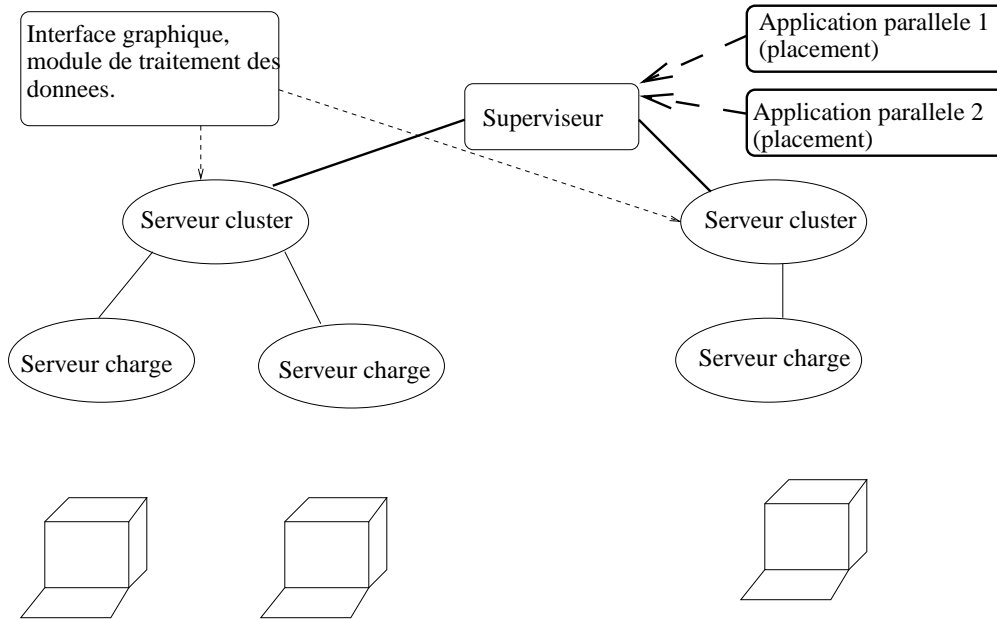 Interface graphique,
module de traitement des
donnees.
Application parallele 1
(placement)
Superviseur
Application parallele 2
(placement)
Serveur cluster
Serveur cluster
Serveur charge
Serveur charge
Serveur charge